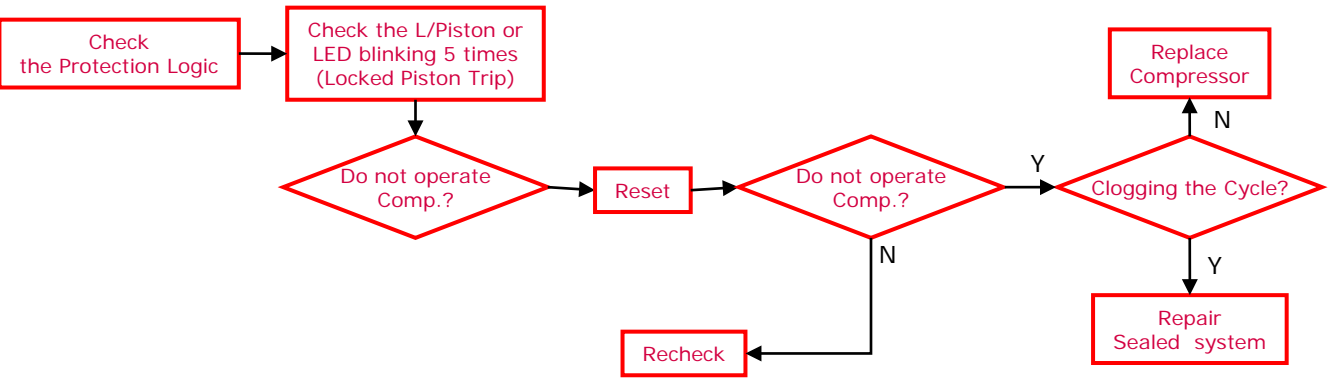 Check
the Protection Logic
Check the L/Piston or
LED blinking 5 times
(Locked Piston Trip)
Do not operate
Comp.?
Reset
Do not operate
Comp.?
Y
N
Recheck
Clogging the Cycle?
N
Replace
Compressor
Y
Repair
Sealed system